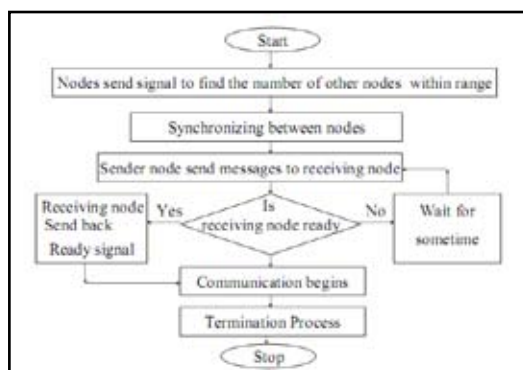 Start
Nodes send signal to find the number of other nodes within range
Synchronizing between nodes
Sender node send messages to receiving node
Is
receiving node ready
Yes
No
Receiving node
Send back
Ready signal
Wait for
sometime
Communication begins
Termination Process
Stop